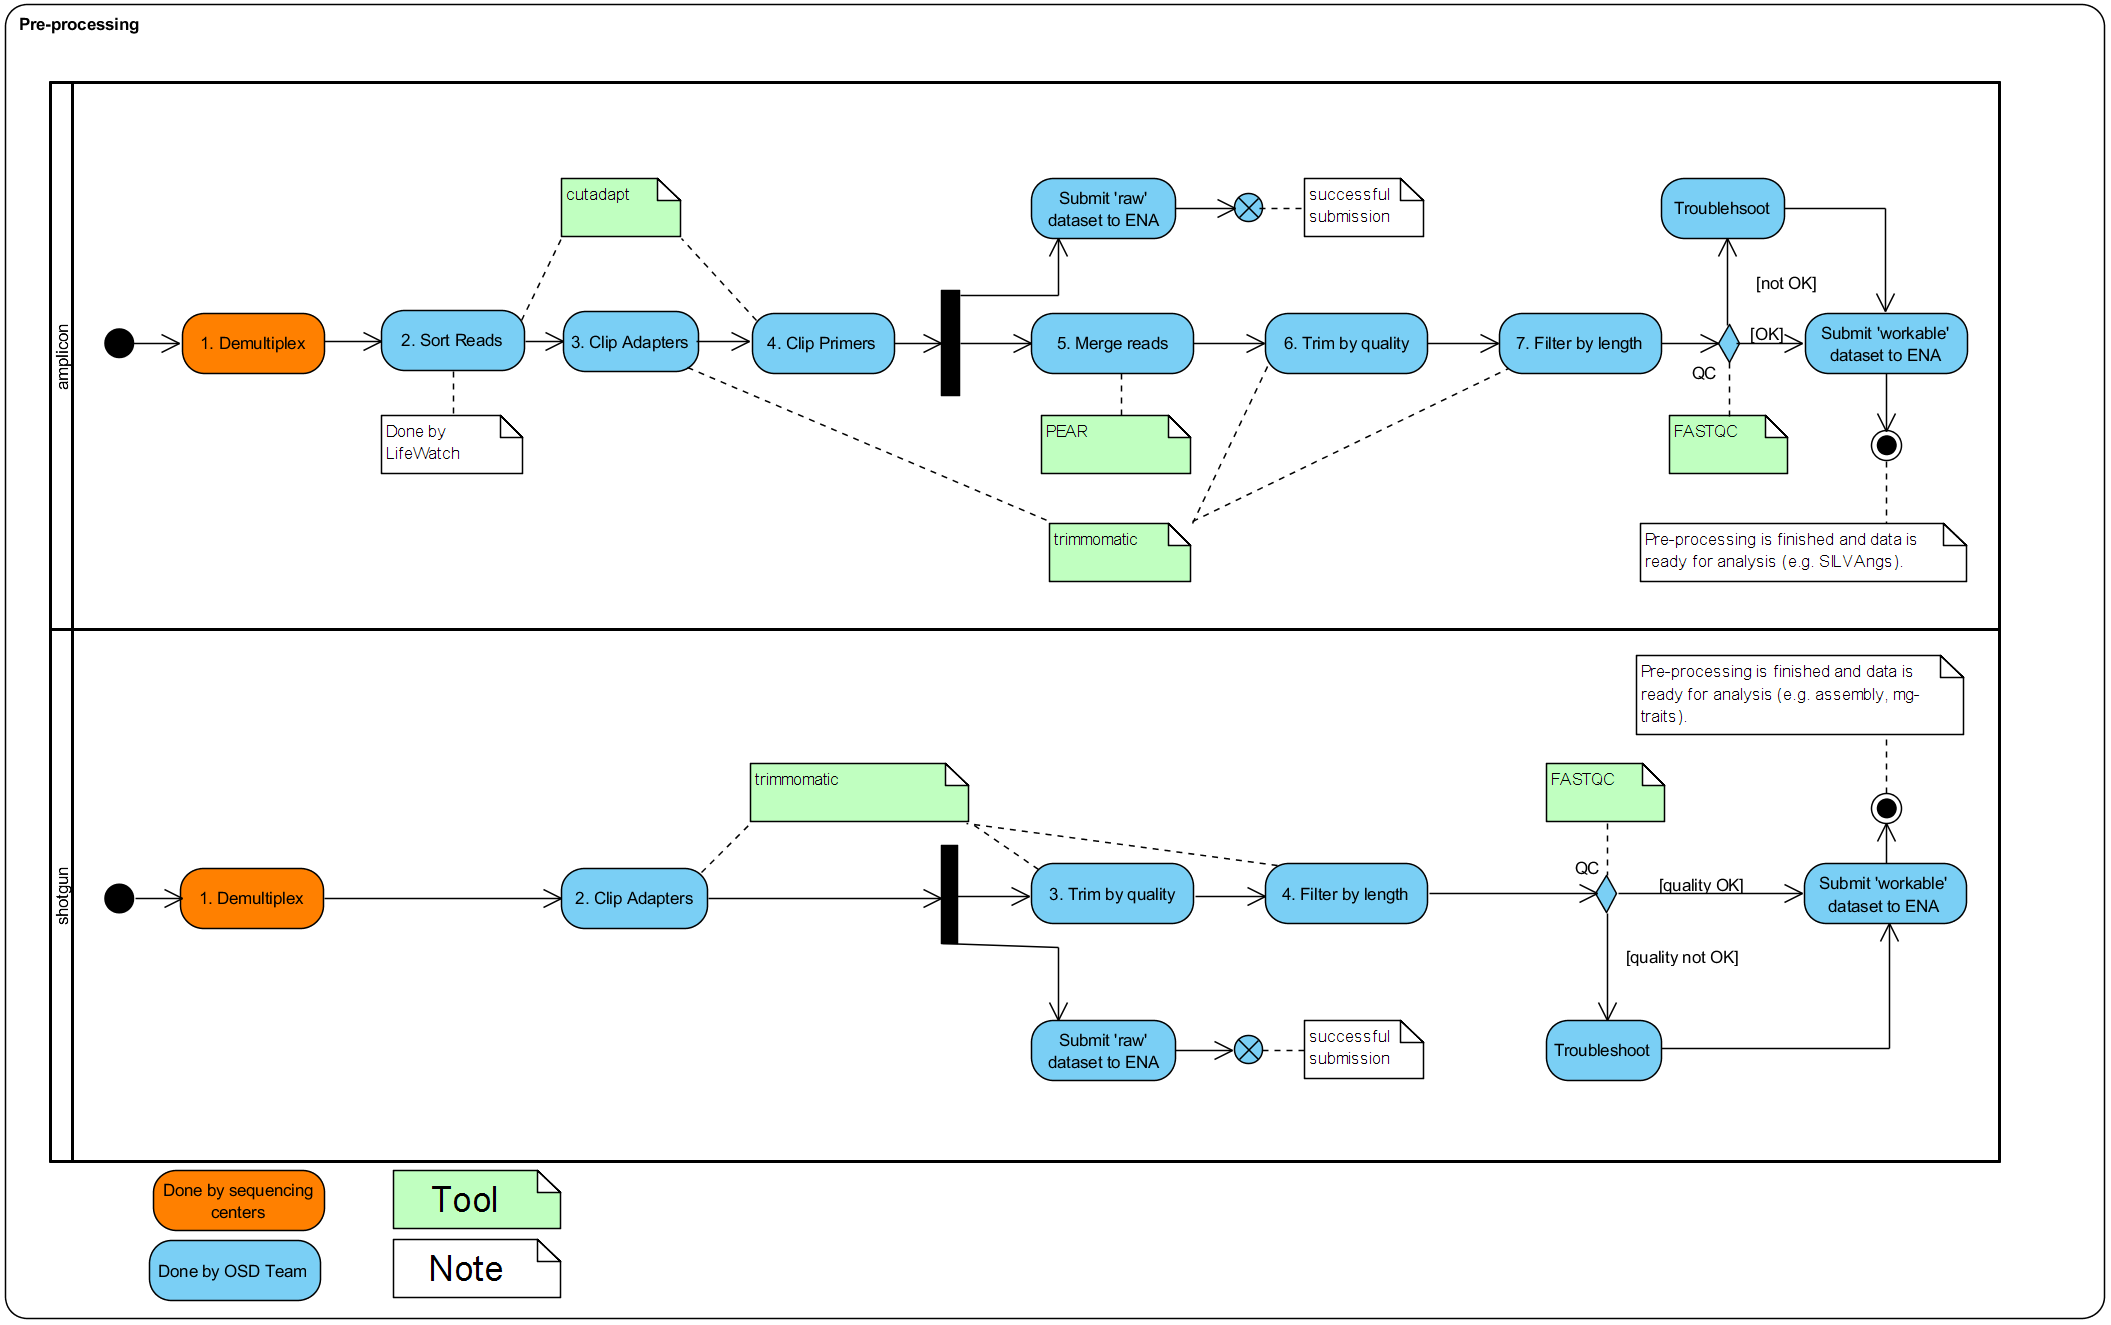 Pre-processing
amplicon
cutadapt
Submit 'raw'
dataset to ENA
successful
submission
Troublehsoot
[not OK]
1. Demultiplex
2. Sort Reads
3. Clip Adapters
4. Clip Primers
5. Merge reads
6. Trim by quality
7. Filter by length
[OK]
QC
Submit 'workable'
dataset to ENA
Done by
LifeWatch
PEAR
FASTQC
trimmomatic
Pre-processing is finished and data is
ready for analysis (e.g. SILVAngs).
shotgun
Pre-processing is finished and data is
ready for analysis (e.g. assembly, mg-
traits).
trimmomatic
FASTQC
1. Demultiplex
2. Clip Adapters
3. Trim by quality
4. Filter by length
QC
[quality OK]
Submit 'workable'
dataset to ENA
[quality not OK]
Submit 'raw'
dataset to ENA
successful
submission
Troubleshoot
Done by sequencing
centers
Tool
Done by OSD Team
Note